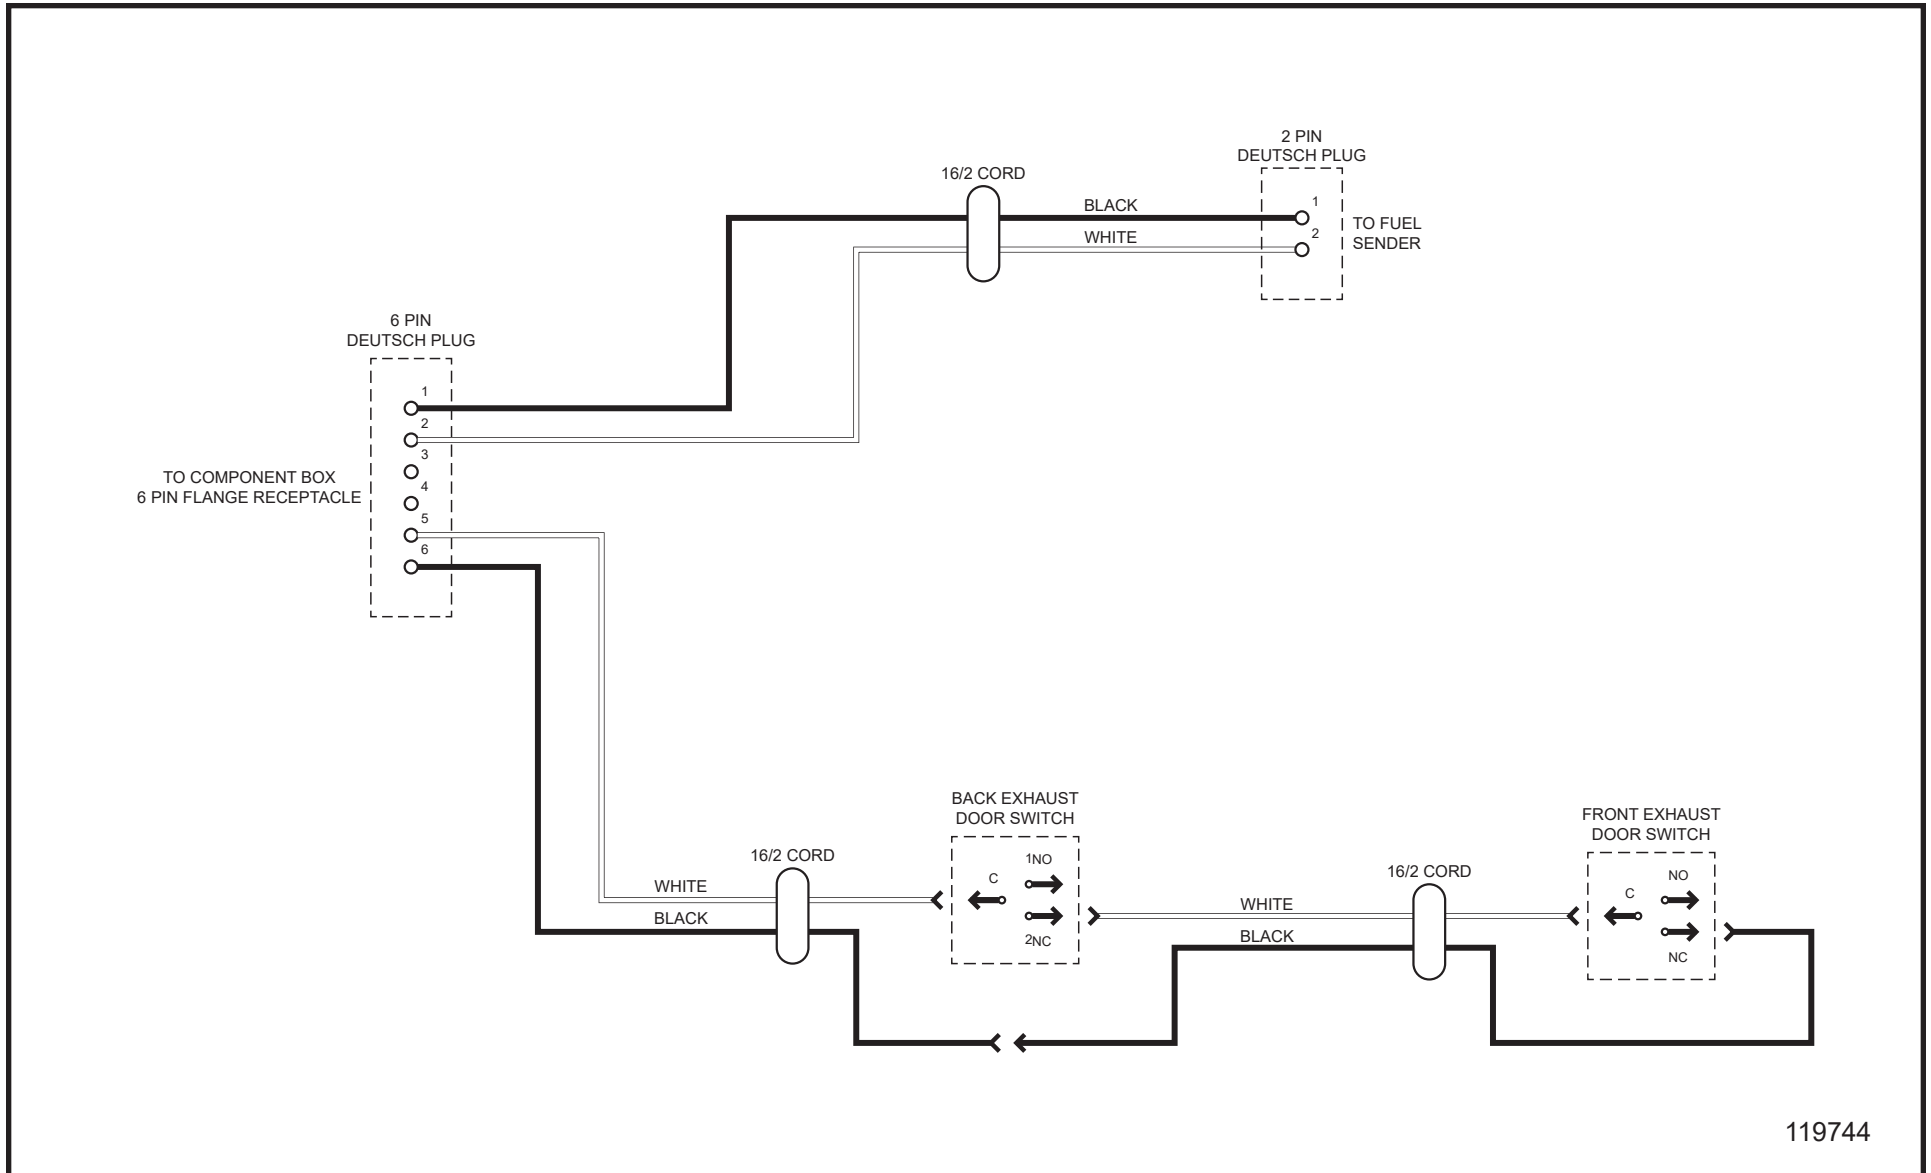 2 PIN
DEUTSCH PLUG
16/2 CORD
BLACK
1
TO FUEL
SENDER
WHITE
2
6 PIN
DEUTSCH PLUG
1
2
3
4
5
6
TO COMPONENT BOX
6 PIN FLANGE RECEPTACLE
BACK EXHAUST
DOOR SWITCH
FRONT EXHAUST
DOOR SWITCH
16/2 CORD
1NO
C
2NC
16/2 CORD
NO
C
NC
WHITE
BLACK
WHITE
BLACK
119744